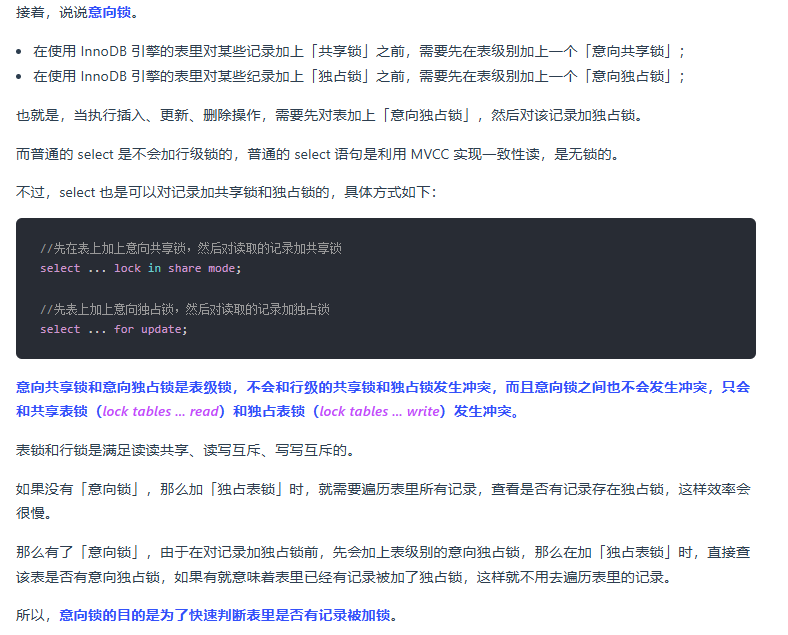 接着，说说意向锁。
在使用 InnoDB 引擎的表里对某些记录加上「共享锁」之前，需要先在表级别加上一个「意向共享锁」；
在使用 InnoDB 引擎的表里对某些纪录加上「独占锁」之前，需要先在表级别加上一个「意向独占锁」；
也就是，当执行插入、更新、删除操作，需要先对表加上「意向独占锁」，然后对该记录加独占锁。
而普通的 select 是不会加行级锁的，普通的 select 语句是利用 MVCC 实现一致性读，是无锁的。
不过，select 也是可以对记录加共享锁和独占锁的，具体方式如下：
//先在表上加上意向共享锁，然后对读取的记录加共享锁
select ... lock in share mode;
//先表上加上意向独占锁，然后对读取的记录加独占锁
select ... for update;
意向共享锁和意向独占锁是表级锁，不会和行级的共享锁和独占锁发生冲突，而且意向锁之间也不会发生冲突，只会
和共享表锁（lock tables ... read）和独占表锁（lock tables ... write）发生冲突。
表锁和行锁是满足读读共享、读写互斥、写写互斥的。
如果没有「意向锁」，那么加「独占表锁」时，就需要遍历表里所有记录，查看是否有记录存在独占锁，这样效率会
很慢。
那么有了「意向锁」，由于在对记录加独占锁前，先会加上表级别的意向独占锁，那么在加「独占表锁」时，直接查
该表是否有意向独占锁，如果有就意味着表里已经有记录被加了独占锁，这样就不用去遍历表里的记录。
所以，意向锁的目的是为了快速判断表里是否有记录被加锁。